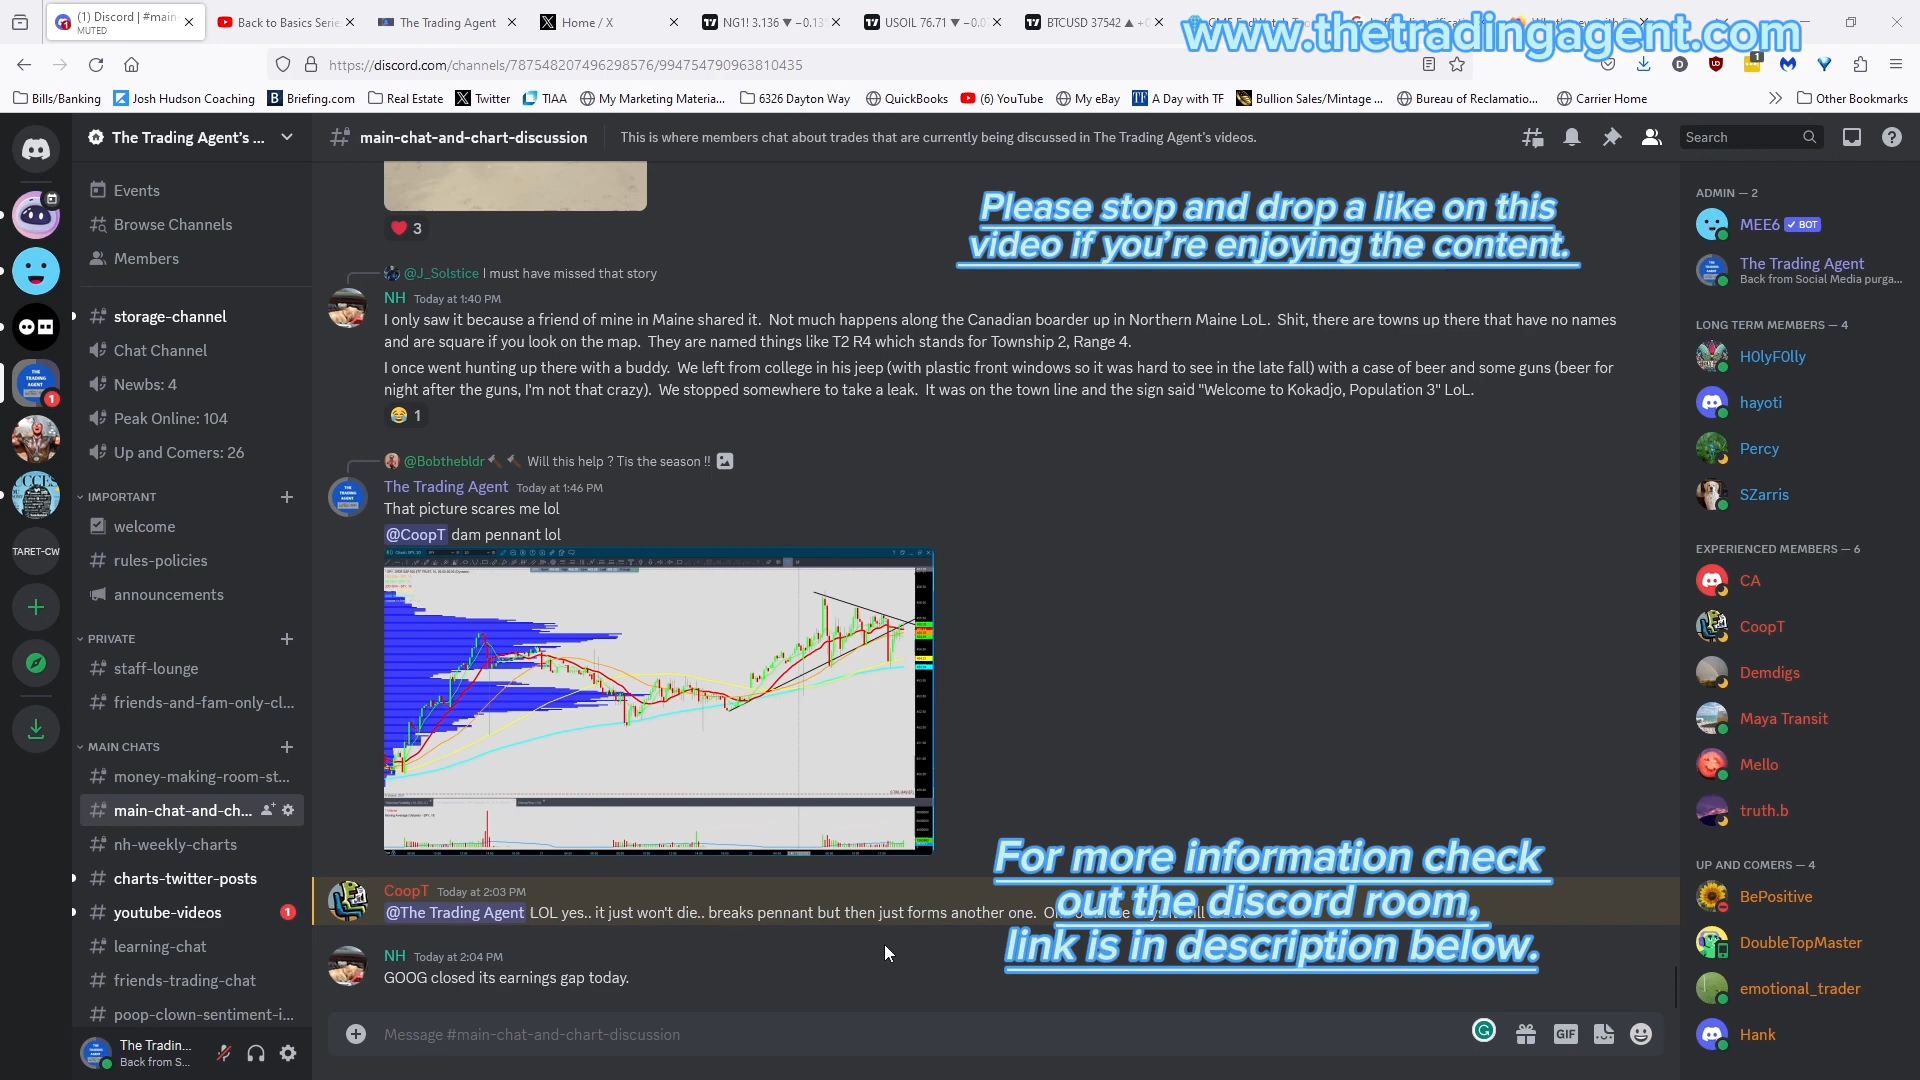 (1) Discord | #main-
MUTED
Back to Basics Serie
The Trading Agent
Home / X
NG1! 3.136 ▼ −0.13
USOIL 76.71 ▼ −0.0
BTCUSD 37542 ▲ +0
www.thetradingagent.com
https://discord.com/channels/787548207496298576/994754790963810435
1
Bills/Banking
Josh Hudson Coaching
Briefing.com
Real Estate
Twitter
TIAA
My Marketing Materia...
6326 Dayton Way
QuickBooks
(6) YouTube
My eBay
A Day with TF
Bullion Sales/Mintage ...
Bureau of Reclamatio...
Carrier Home
Other Bookmarks
The Trading Agent's ...
main-chat-and-chart-discussion
This is where members chat about trades that are currently being discussed in The Trading Agent's videos.
Search
Events
Browse Channels
Members
storage-channel
Chat Channel
Newbs: 4
Peak Online: 104
Up and Comers: 26
IMPORTANT
welcome
rules-policies
announcements
PRIVATE
staff-lounge
friends-and-fam-only-cl...
MAIN CHATS
money-making-room-st...
main-chat-and-ch...
nh-weekly-charts
charts-twitter-posts
youtube-videos
1
learning-chat
friends-trading-chat
poop-clown-sentiment-i...
The Tradin...
Back from S...
THE TRADING AGENT
1
TARET-CW
3
@J_Solstice I must have missed that story
NH Today at 1:40 PM
I only saw it because a friend of mine in Maine shared it. Not much happens along the Canadian boarder up in Northern Maine LoL. Shit, there are towns up there that have no names
and are square if you look on the map. They are named things like T2 R4 which stands for Township 2, Range 4.
I once went hunting up there with a buddy. We left from college in his jeep (with plastic front windows so it was hard to see in the late fall) with a case of beer and some guns (beer for
night after the guns, I'm not that crazy). We stopped somewhere to take a leak. It was on the town line and the sign said "Welcome to Kokadjo, Population 3" LoL.
😂 1
@Bobthebldr🔨 🔨 Will this help ? Tis the season !!
The Trading Agent Today at 1:46 PM
That picture scares me lol
@CoopT dam pennant lol
CoopT Today at 2:03 PM
@The Trading Agent LOL yes.. it just won't die.. breaks pennant but then just forms another one.
NH Today at 2:04 PM
GOOG closed its earnings gap today.
Message #main-chat-and-chart-discussion
GIF
Please stop and drop a like on this
video if you're enjoying the content.
For more information check
out the discord room,
link is in description below.
ADMIN — 2
MEE6 ✓ BOT
The Trading Agent
Back from Social Media purga...
LONG TERM MEMBERS — 4
H0lyF0lly
hayoti
Percy
SZarris
EXPERIENCED MEMBERS — 6
CA
CoopT
Demdigs
Maya Transit
Mello
truth.b
UP AND COMERS — 4
BePositive
DoubleTopMaster
emotional_trader
Hank